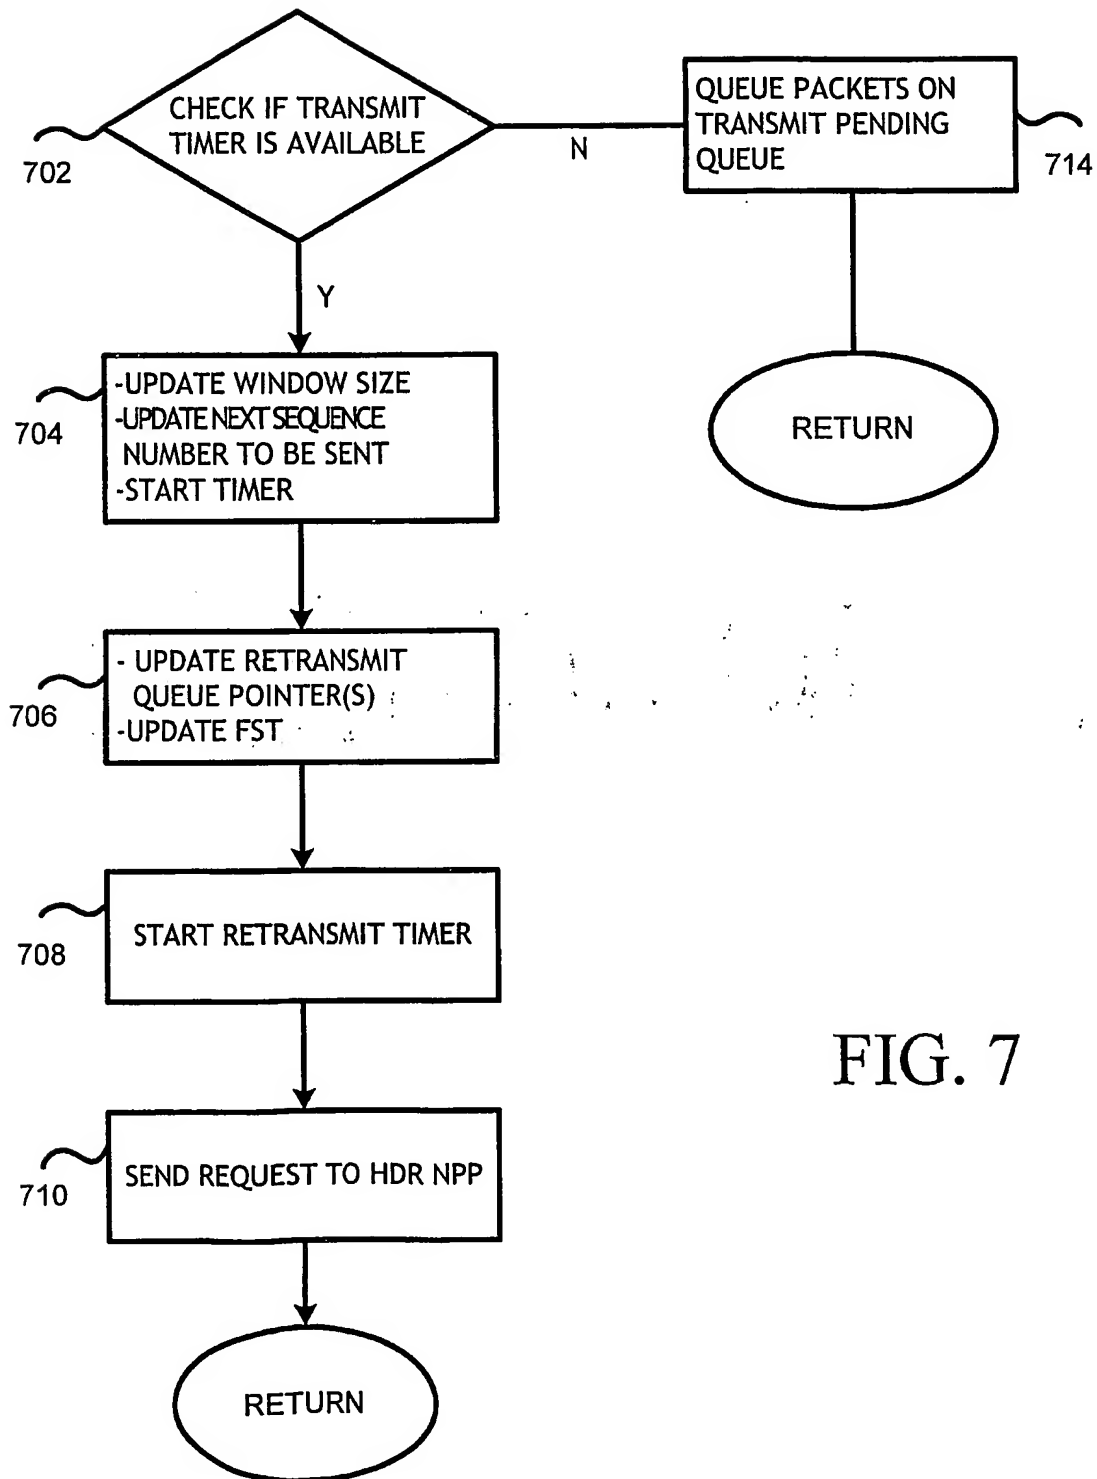 CHECK IF TRANSMIT
TIMER IS AVAILABLE
702
N
QUEUE PACKETS ON
TRANSMIT PENDING
QUEUE
714
RETURN
Y
-UPDATE WINDOW SIZE
-UPDATE NEXT SEQUENCE
NUMBER TO BE SENT
-START TIMER
704
- UPDATE RETRANSMIT
QUEUE POINTER(S)
-UPDATE FST
706
START RETRANSMIT TIMER
708
SEND REQUEST TO HDR NPP
710
RETURN
FIG. 7